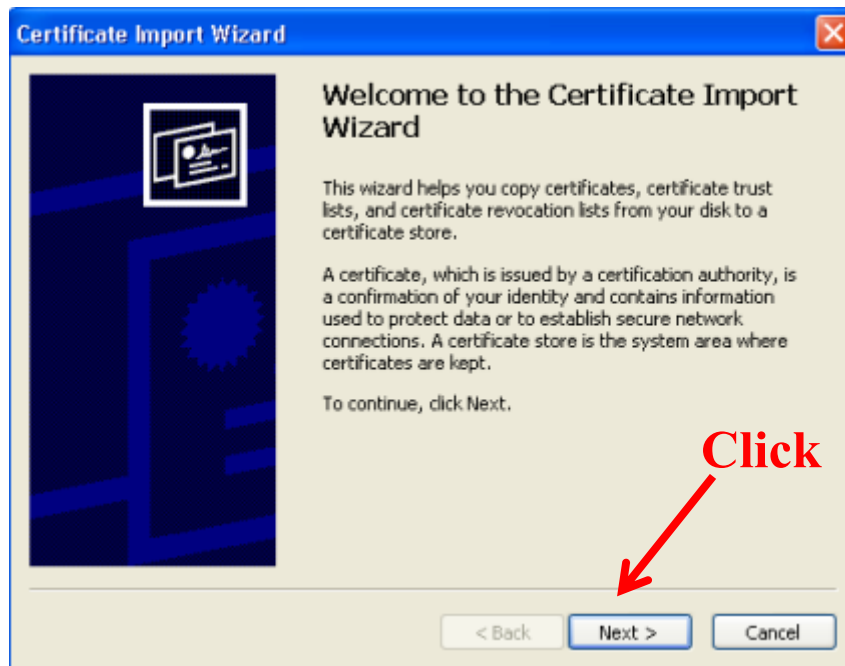 Certificate Import Wizard
Welcome to the Certificate Import
Wizard
This wizard helps you copy certificates, certificate trust
lists, and certificate revocation lists from your disk to a
certificate store.
A certificate, which is issued by a certification authority, is
a confirmation of your identity and contains information
used to protect data or to establish secure network
connections. A certificate store is the system area where
certificates are kept.
To continue, click Next.
Click
< Back Next > Cancel